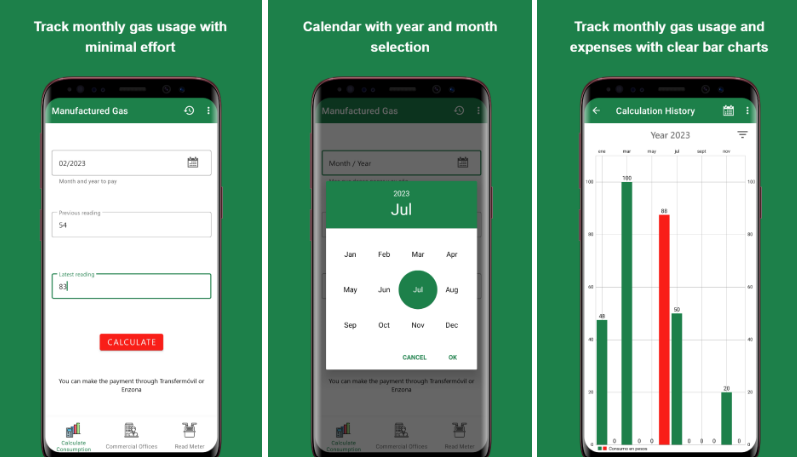 Track monthly gas usage with
minimal effort
Manufactured Gas
02/2023
Month and year to pay
Previous reading
54
Latest reading
83
CALCULATE
You can make the payment through Transfermóvil or
Enzona
Calculate
Consumption
Commercial Offices
Read Meter
Calendar with year and month
selection
Manufactured Gas
Month / Year
2023
Jul
Jan Feb Mar Apr
May Jun Jul Aug
Sep Oct Nov Dec
CANCEL OK
You can make the payment through Transfermóvil or
Enzona
Calculate
Consumption
Commercial Offices
Read Meter
Track monthly gas usage and
expenses with clear bar charts
Calculation History
Year 2023
ene mar may jul sept nov
100 100 100
88
80 80
60 60
50
48
40 40
20 20 20
0 0 0 0 0 0 0 0 0
Consumo en pesos